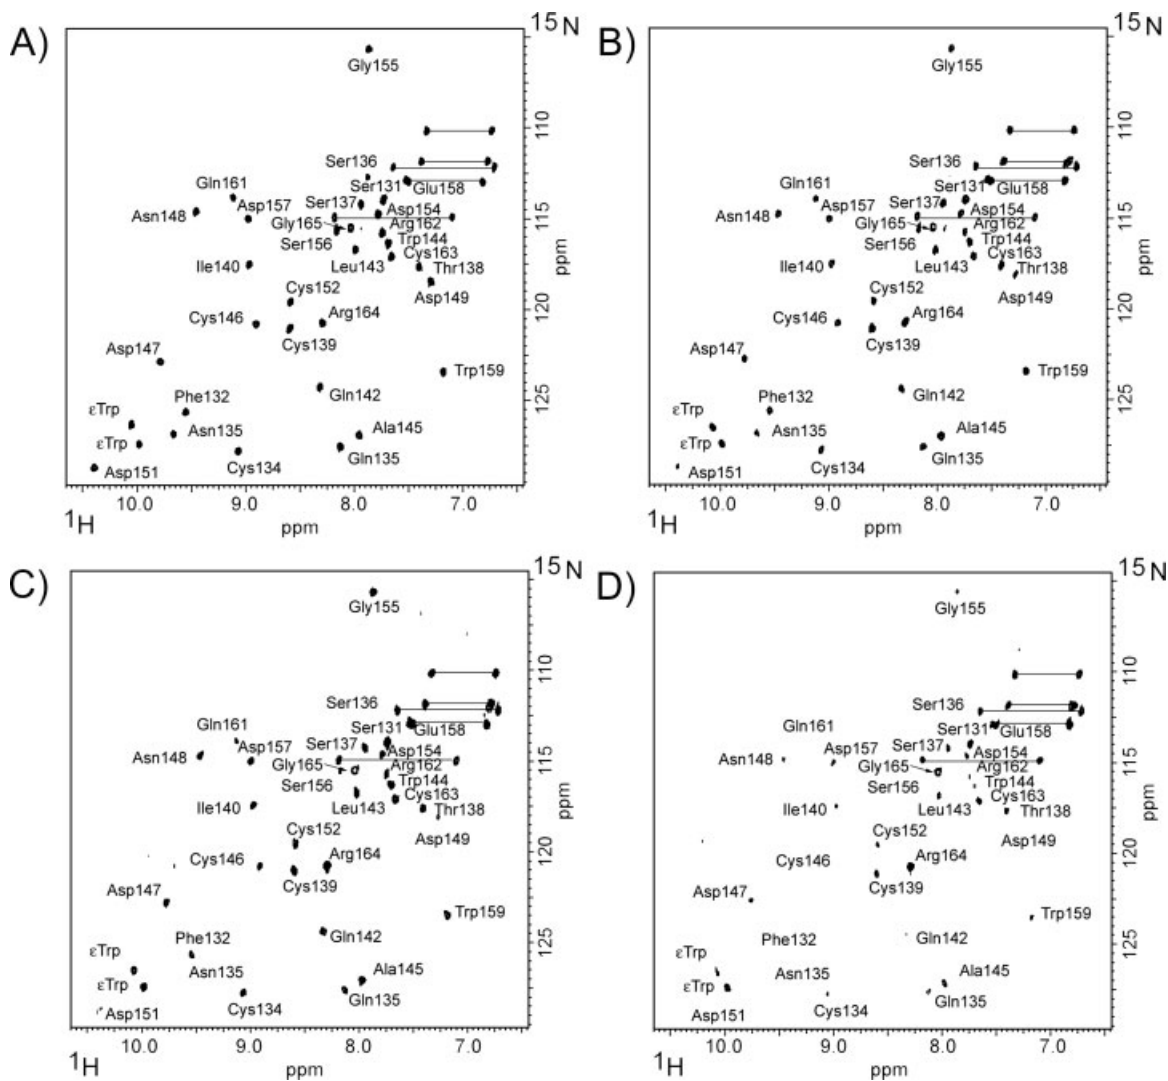 A)
15 N
Gly155
110
Ser136
Gln161
Ser131
Glu158
Asp157
Ser137
Asn148
Asp154
Gly165
Arg162
115
Ser156
Trp144
Cys163
Ile140
Leu143
Thr138
ppm
Cys152
Asp149
Cys146
Arg164
120
Cys139
Asp147
Trp159
Phe132
Gln142
εTrp
125
Asn135
Ala145
εTrp
Gln135
Asp151
Cys134
10.0 9.0 8.0 7.0
1H
ppm
B)
15 N
Gly155
110
Ser136
Gln161
Ser131
Glu158
Asp157
Ser137
Asn148
Asp154
Gly165
Arg162
115
Ser156
Trp144
Cys163
Ile140
Leu143
Thr138
ppm
Cys152
Asp149
Cys146
Arg164
120
Cys139
Asp147
Trp159
Phe132
Gln142
εTrp
125
Asn135
Ala145
εTrp
Gln135
Asp151
Cys134
10.0 9.0 8.0 7.0
1H
ppm
C)
15 N
Gly155
110
Ser136
Gln161
Ser131
Glu158
Asp157
Ser137
Asn148
Asp154
Gly165
Arg162
115
Ser156
Trp144
Cys163
Ile140
Leu143
Thr138
ppm
Cys152
Asp149
Cys146
Arg164
120
Cys139
Asp147
Trp159
Phe132
Gln142
εTrp
125
Asn135
Ala145
εTrp
Gln135
Asp151
Cys134
10.0 9.0 8.0 7.0
1H
ppm
D)
15 N
Gly155
110
Ser136
Gln161
Ser131
Glu158
Asp157
Ser137
Asn148
Asp154
Gly165
Arg162
115
Ser156
Trp144
Cys163
Ile140
Leu143
Thr138
ppm
Cys152
Asp149
Cys146
Arg164
120
Cys139
Asp147
Trp159
Phe132
Gln142
εTrp
125
Asn135
Ala145
εTrp
Gln135
Asp151
Cys134
10.0 9.0 8.0 7.0
1H
ppm